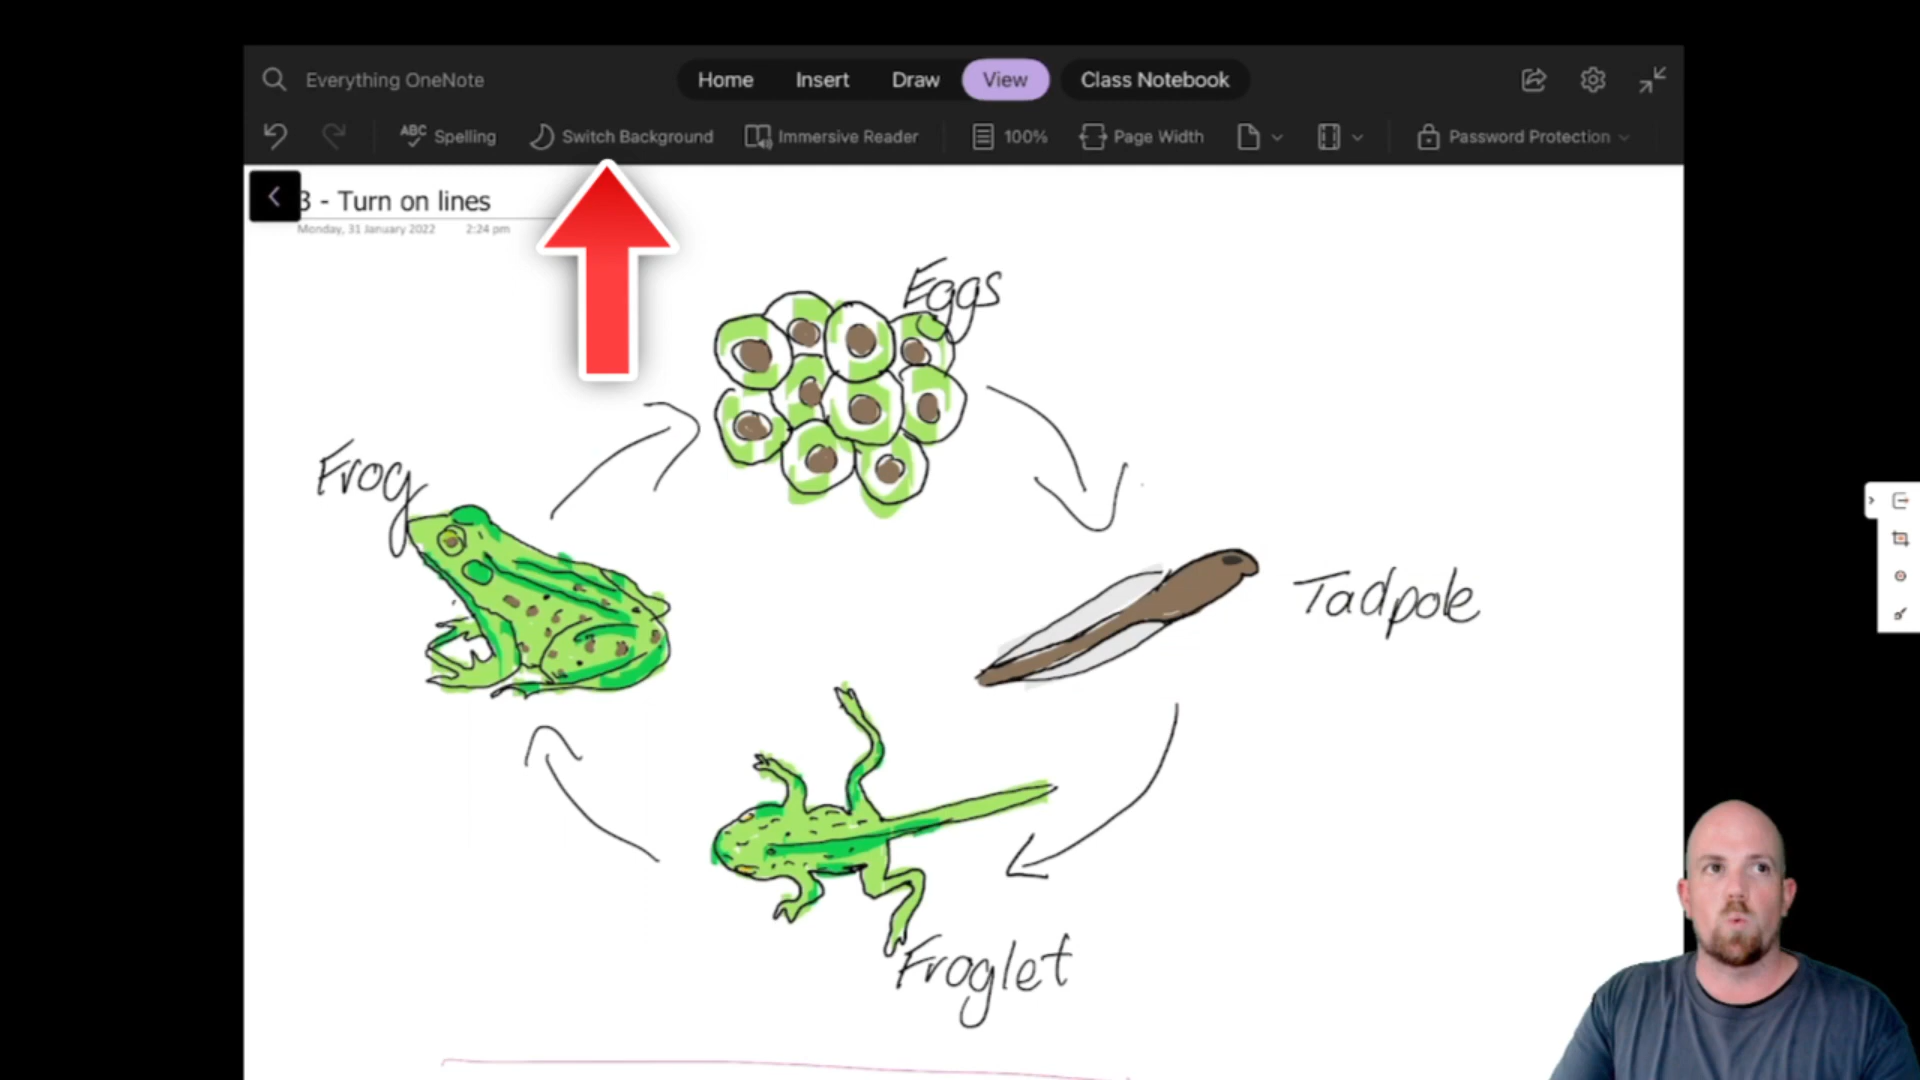 Everything OneNote Home Insert Draw View Class Notebook
ABC Spelling Switch Background Immersive Reader 100% Page Width Password Protection
3 - Turn on lines
Monday, 31 January 2022 2:24 pm
Eggs
Frog
Tadpole
Froglet